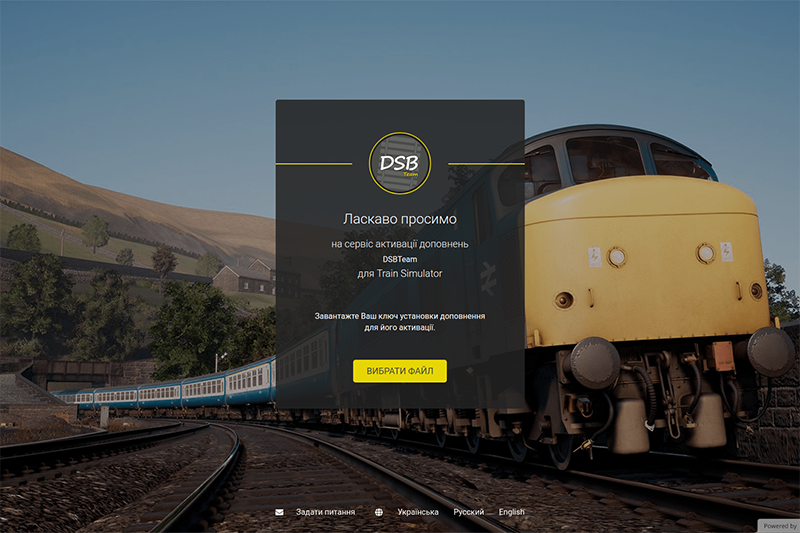 DSB
Team
Ласкаво просимо
на сервіс активації доповнень
DSBTeam
для Train Simulator
Завантажте Ваш ключ установки доповнення
для його активації.
ВИБРАТИ ФАЙЛ
Задати питання Українська Русский English
Powered by